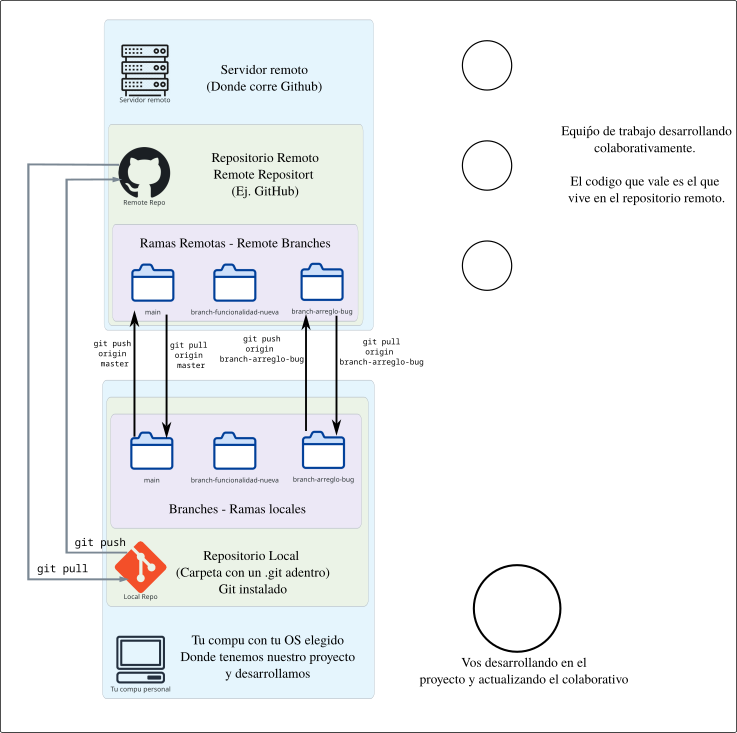 Servidor remoto
(Donde corre Github)
Servidor remoto
Equiṕo de trabajo desarrollando
colaborativamente.
El codigo que vale es el que
vive en el repositorio remoto.
Repositorio Remoto
Remote Repositort
(Ej. GitHub)
Remote Repo
Ramas Remotas - Remote Branches
main
branch-funcionalidad-nueva
branch-arreglo-bug
git push
origin
master
git pull
origin
master
git push
origin
branch-arreglo-bug
git pull
origin
branch-arreglo-bug
main
branch-funcionalidad-nueva
branch-arreglo-bug
Branches - Ramas locales
git push
git pull
Repositorio Local
(Carpeta con un .git adentro)
Git instalado
Local Repo
Tu compu con tu OS elegido
Donde tenemos nuestro proyecto
y desarrollamos
Tu compu personal
Vos desarrollando en el
proyecto y actualizando el colaborativo